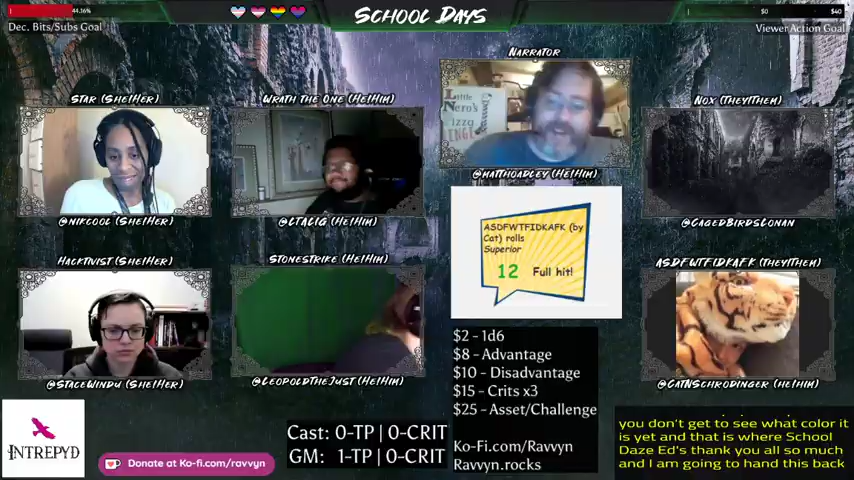 44.16%
School Days
$0
$40
Dec. Bits/Subs Goal
Viewer Action Goal
Narrator
Star (She|Her)
Wrath the One (He|Him)
Nox (They|Them)
Little
Nero's
izza
@nikcool (She|Her)
@LTALIG (He|Him)
@matthoadley (He|Him)
@CagedBirdsConan
ASDFWTFIDKAFK (by
Cat) rolls
Superior
12 Full hit!
Hacktivist (She|Her)
Stonestrike (He|Him)
ASDFWTFIDKAFK (They|Them)
@StaceWindu (She|Her)
@LeopoldtheJust (He|Him)
@CatNSchrodinger (he|Him)
$2 - 1d6
$8 - Advantage
$10 - Disadvantage
$15 - Crits x3
$25 - Asset/Challenge
Ko-Fi.com/Ravvyn
Ravvyn.rocks
Intrepyd
Donate at Ko-fi.com/ravvyn
Cast: 0-TP | 0-CRIT
GM: 1-TP | 0-CRIT
you don't get to see what color it
is yet and that is where School
Daze Ed's thank you all so much
and I am going to hand this back